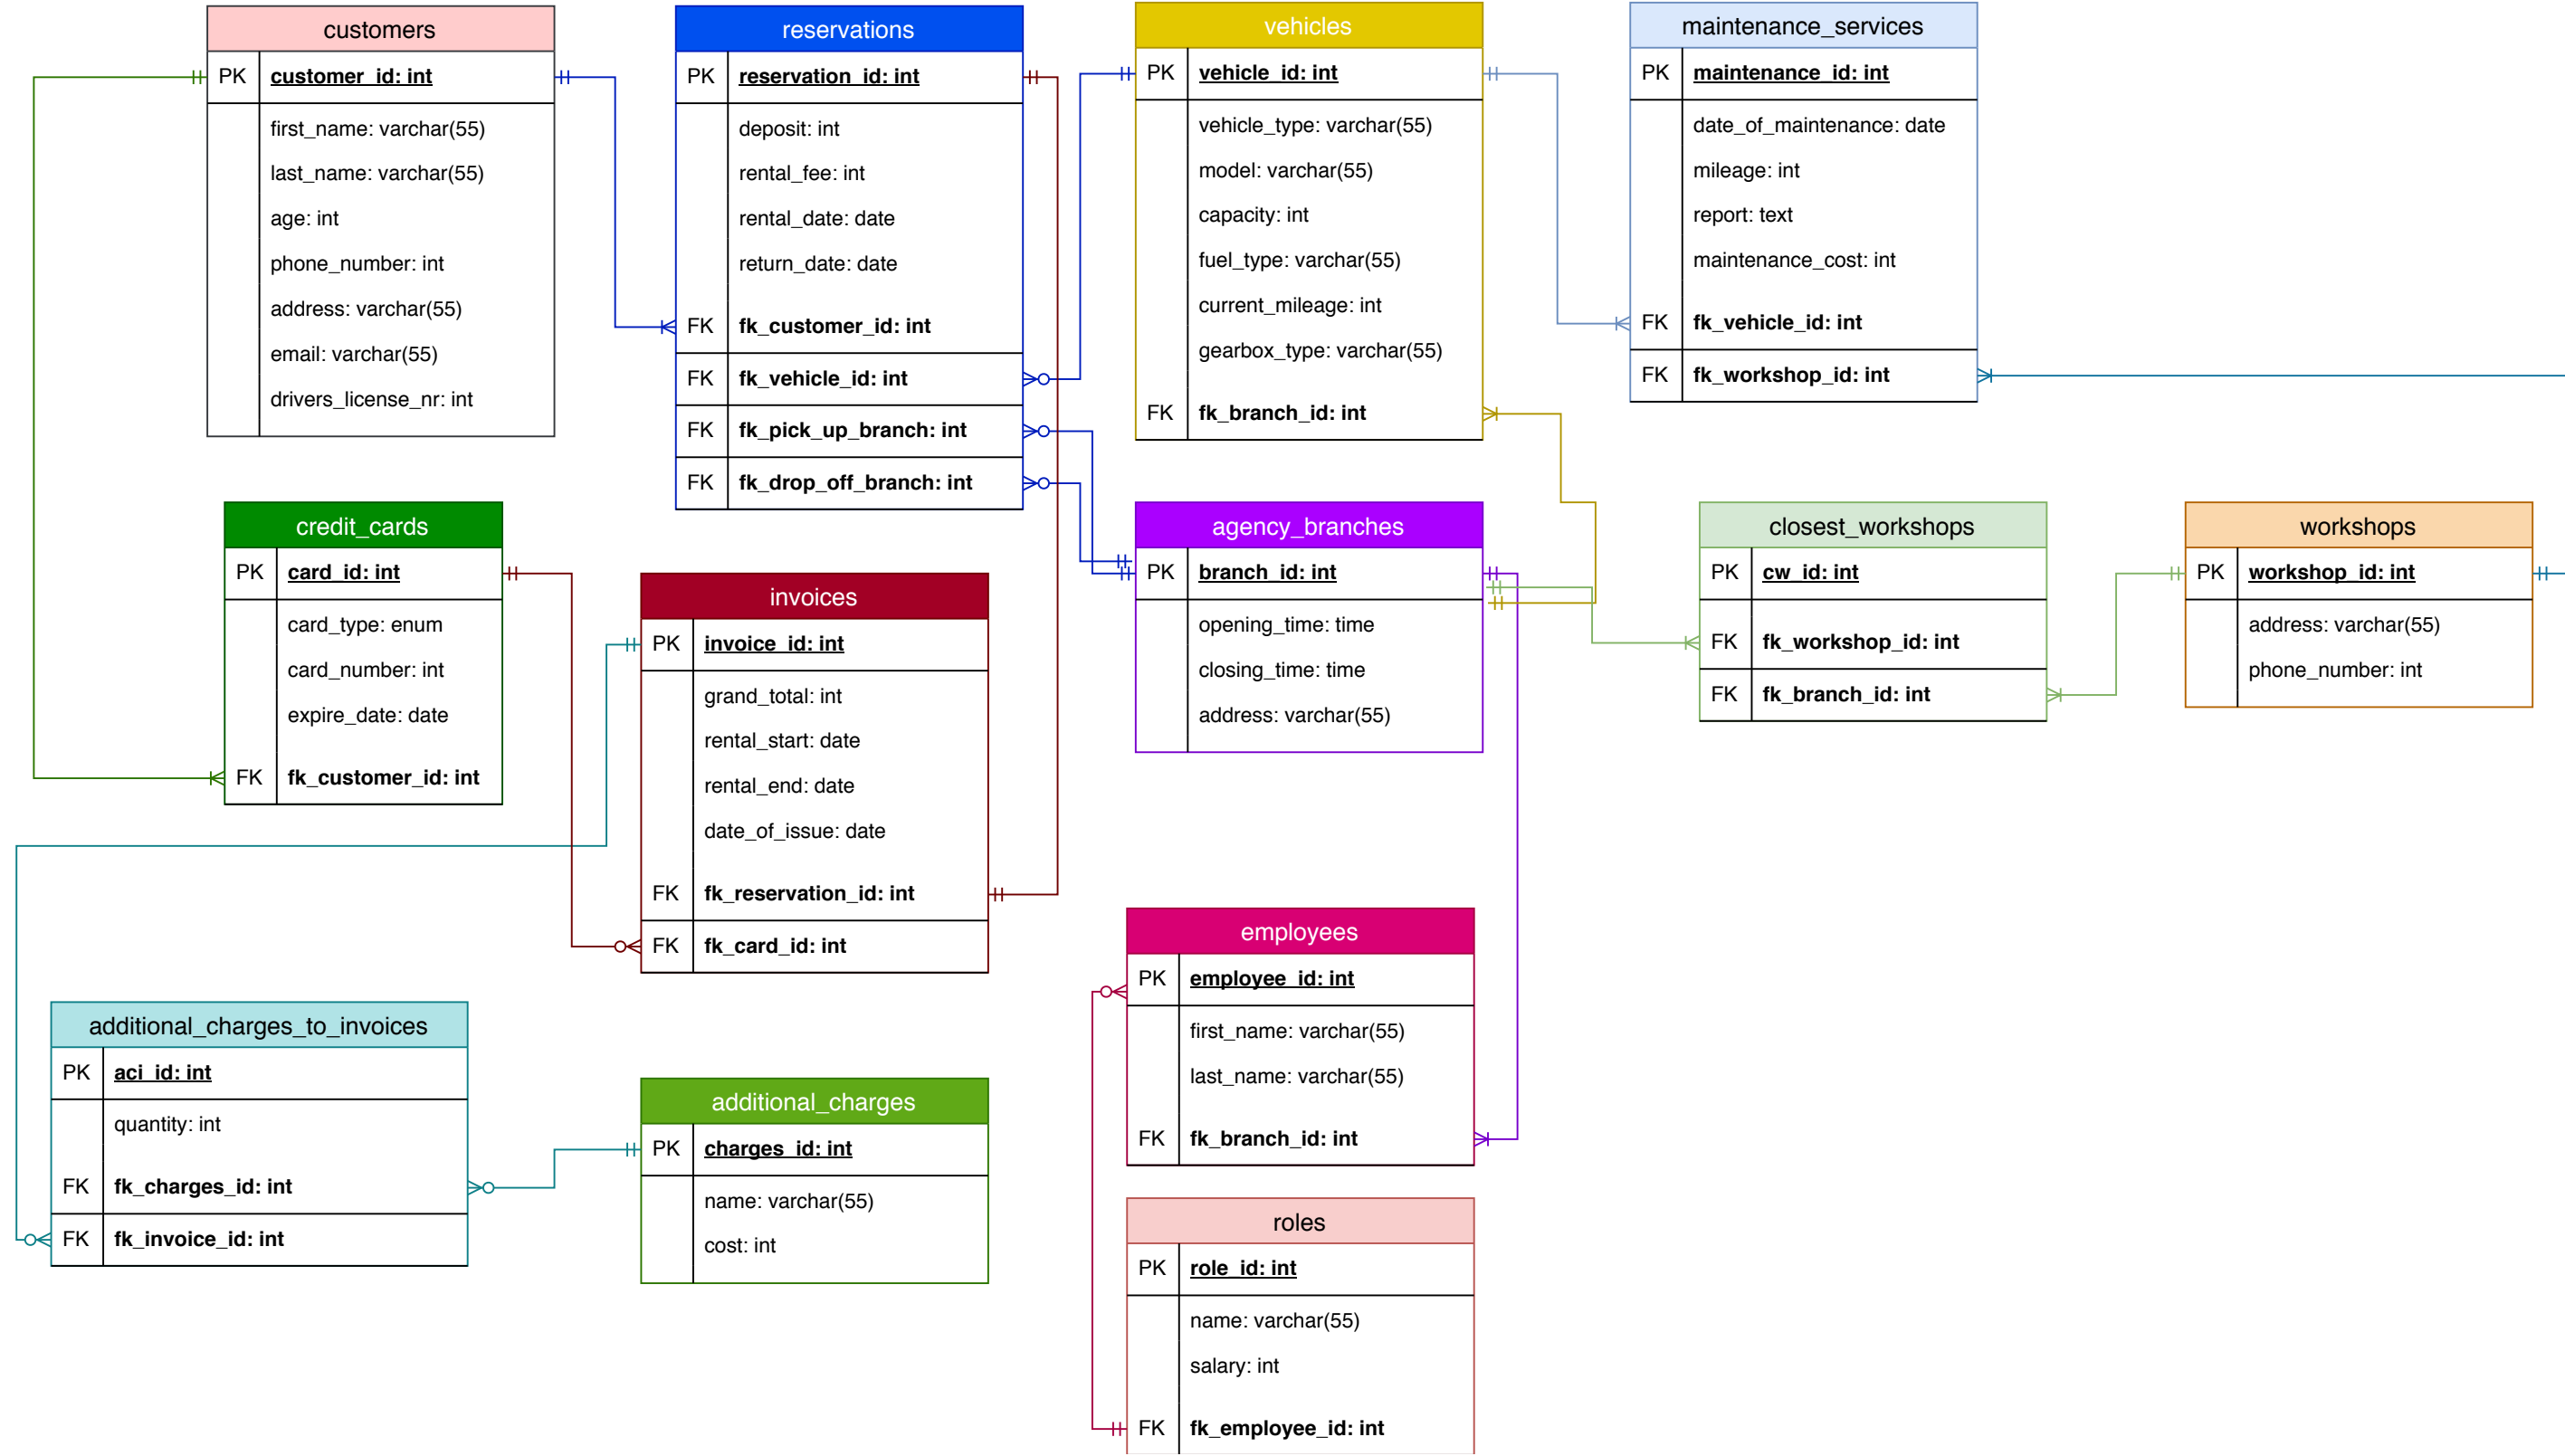 customers
PK customer_id: int
first_name: varchar(55)
last_name: varchar(55)
age: int
phone_number: int
address: varchar(55)
email: varchar(55)
drivers_license_nr: int
reservations
PK reservation_id: int
deposit: int
rental_fee: int
rental_date: date
return_date: date
FK fk_customer_id: int
FK fk_vehicle_id: int
FK fk_pick_up_branch: int
FK fk_drop_off_branch: int
vehicles
PK vehicle_id: int
vehicle_type: varchar(55)
model: varchar(55)
capacity: int
fuel_type: varchar(55)
current_mileage: int
gearbox_type: varchar(55)
FK fk_branch_id: int
maintenance_services
PK maintenance_id: int
date_of_maintenance: date
mileage: int
report: text
maintenance_cost: int
FK fk_vehicle_id: int
FK fk_workshop_id: int
credit_cards
PK card_id: int
card_type: enum
card_number: int
expire_date: date
FK fk_customer_id: int
invoices
PK invoice_id: int
grand_total: int
rental_start: date
rental_end: date
date_of_issue: date
FK fk_reservation_id: int
FK fk_card_id: int
agency_branches
PK branch_id: int
opening_time: time
closing_time: time
address: varchar(55)
closest_workshops
PK cw_id: int
FK fk_workshop_id: int
FK fk_branch_id: int
workshops
PK workshop_id: int
address: varchar(55)
phone_number: int
additional_charges_to_invoices
PK aci_id: int
quantity: int
FK fk_charges_id: int
FK fk_invoice_id: int
additional_charges
PK charges_id: int
name: varchar(55)
cost: int
employees
PK employee_id: int
first_name: varchar(55)
last_name: varchar(55)
FK fk_branch_id: int
roles
PK role_id: int
name: varchar(55)
salary: int
FK fk_employee_id: int